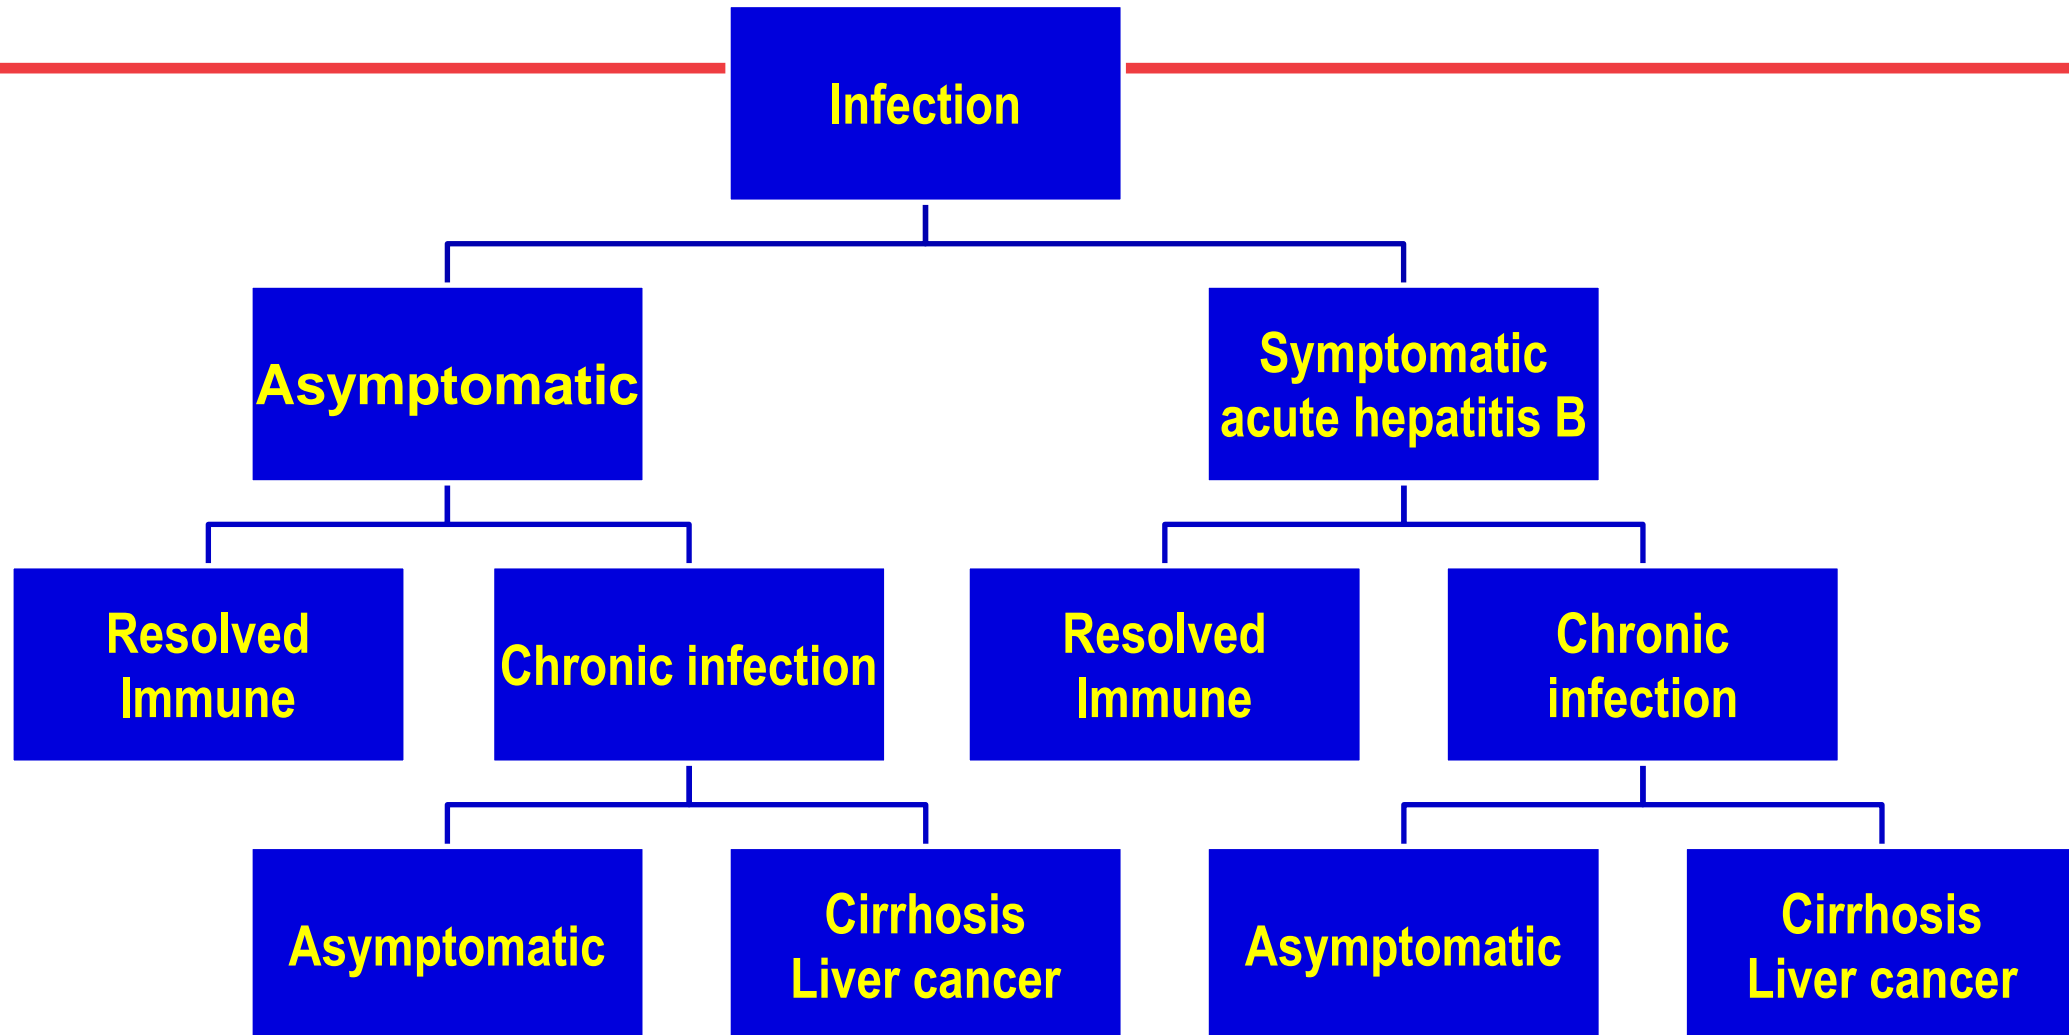 Infection
Asymptomatic
Symptomatic
acute hepatitis B
Resolved
Immune
Chronic infection
Resolved
Immune
Chronic
infection
Asymptomatic
Cirrhosis
Liver cancer
Asymptomatic
Cirrhosis
Liver cancer